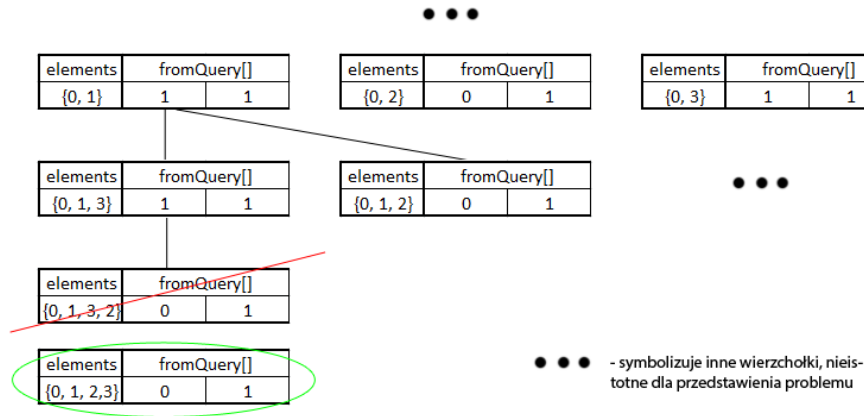 elements fromQuery[] elements fromQuery[] elements fromQuery[]
{0, 1} 1 1 {0, 2} 0 1 {0, 3} 1 1
elements fromQuery[] elements fromQuery[]
{0, 1, 3} 1 1 {0, 1, 2} 0 1
elements fromQuery[]
{0, 1, 3, 2} 0 1
elements fromQuery[]
{0, 1, 2,3} 0 1
- symbolizuje inne wierzchołki, nieis-
totne dla przedstawienia problemu